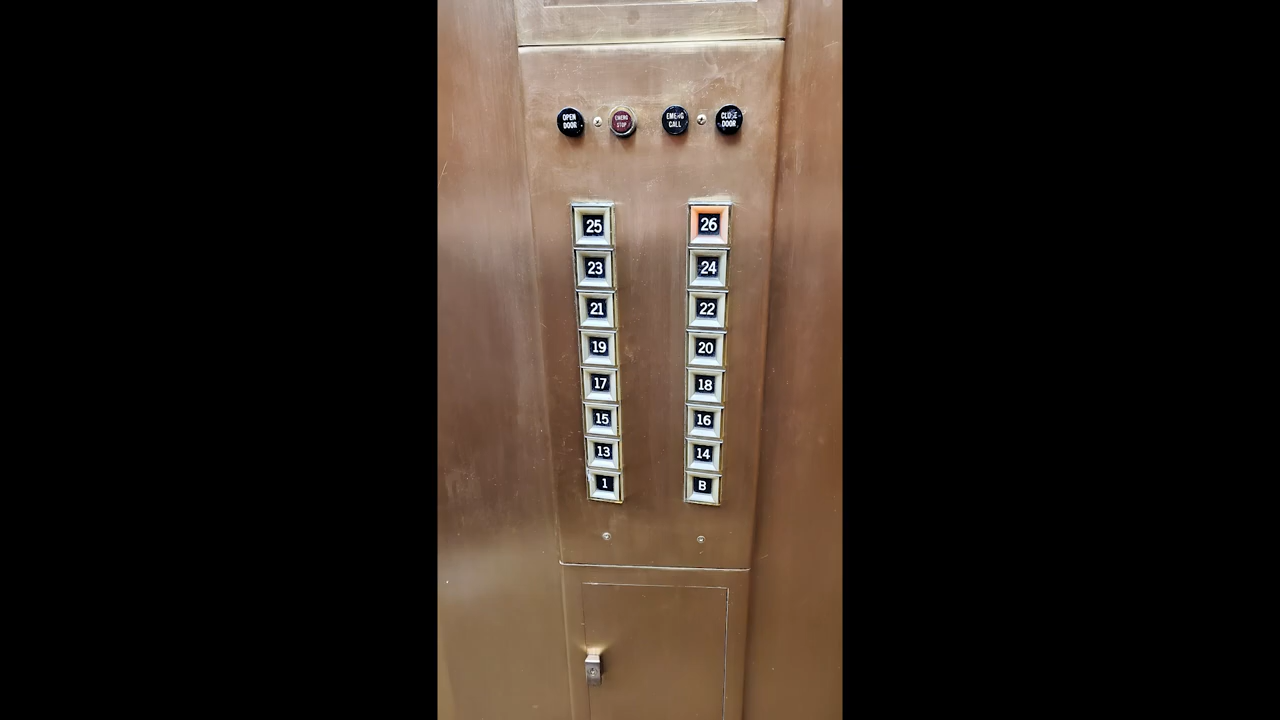 OPEN
DOOR
EMERG
STOP
EMERG
CALL
CLOSE
DOOR
25
26
23
24
21
22
19
20
17
18
15
16
13
14
1
B